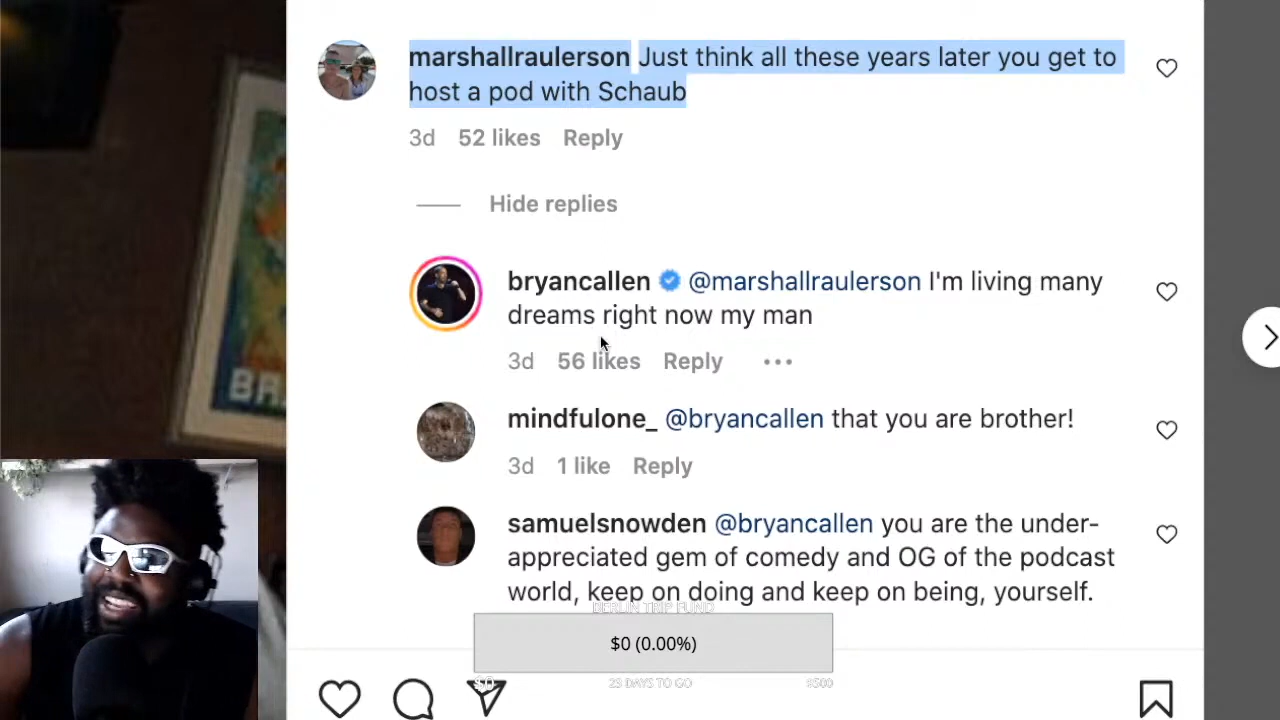 marshallraulerson Just think all these years later you get to
host a pod with Schaub
3d 52 likes Reply
Hide replies
bryancallen @marshallraulerson I'm living many
dreams right now my man
3d 56 likes Reply
mindfulone_ @bryancallen that you are brother!
3d 1 like Reply
samuelsnowden @bryancallen you are the under-
appreciated gem of comedy and OG of the podcast
world, keep on doing and keep on being, yourself.
BERLIN TRIP FUND
$0 (0.00%)
$0
DAYS TO GO
BR